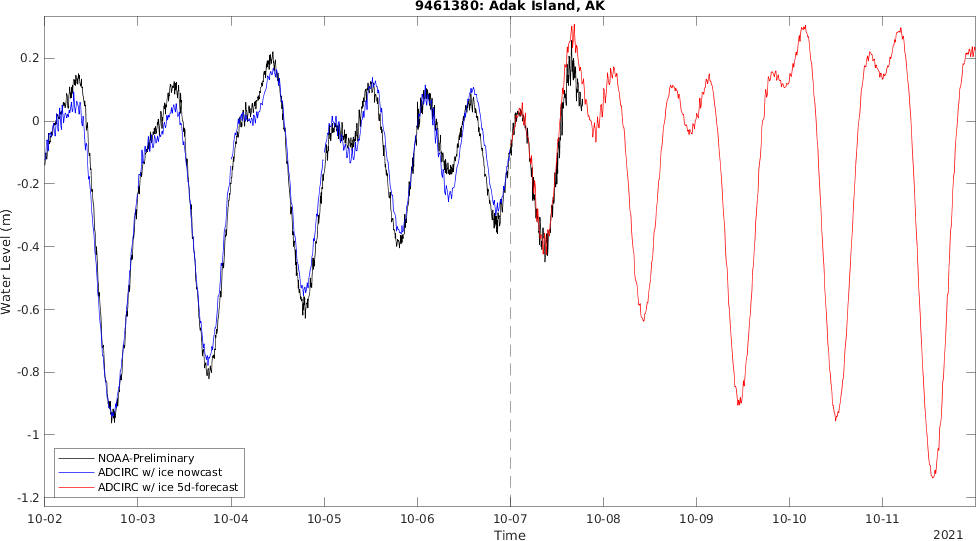 9461380: Adak Island, AK
Water Level (m)
0.2
0
-0.2
-0.4
-0.6
-0.8
-1
-1.2
NOAA-Preliminary
ADCIRC w/ ice nowcast
ADCIRC w/ ice 5d-forecast
10-02 10-03 10-04 10-05 10-06 10-07 10-08 10-09 10-10 10-11
Time
2021